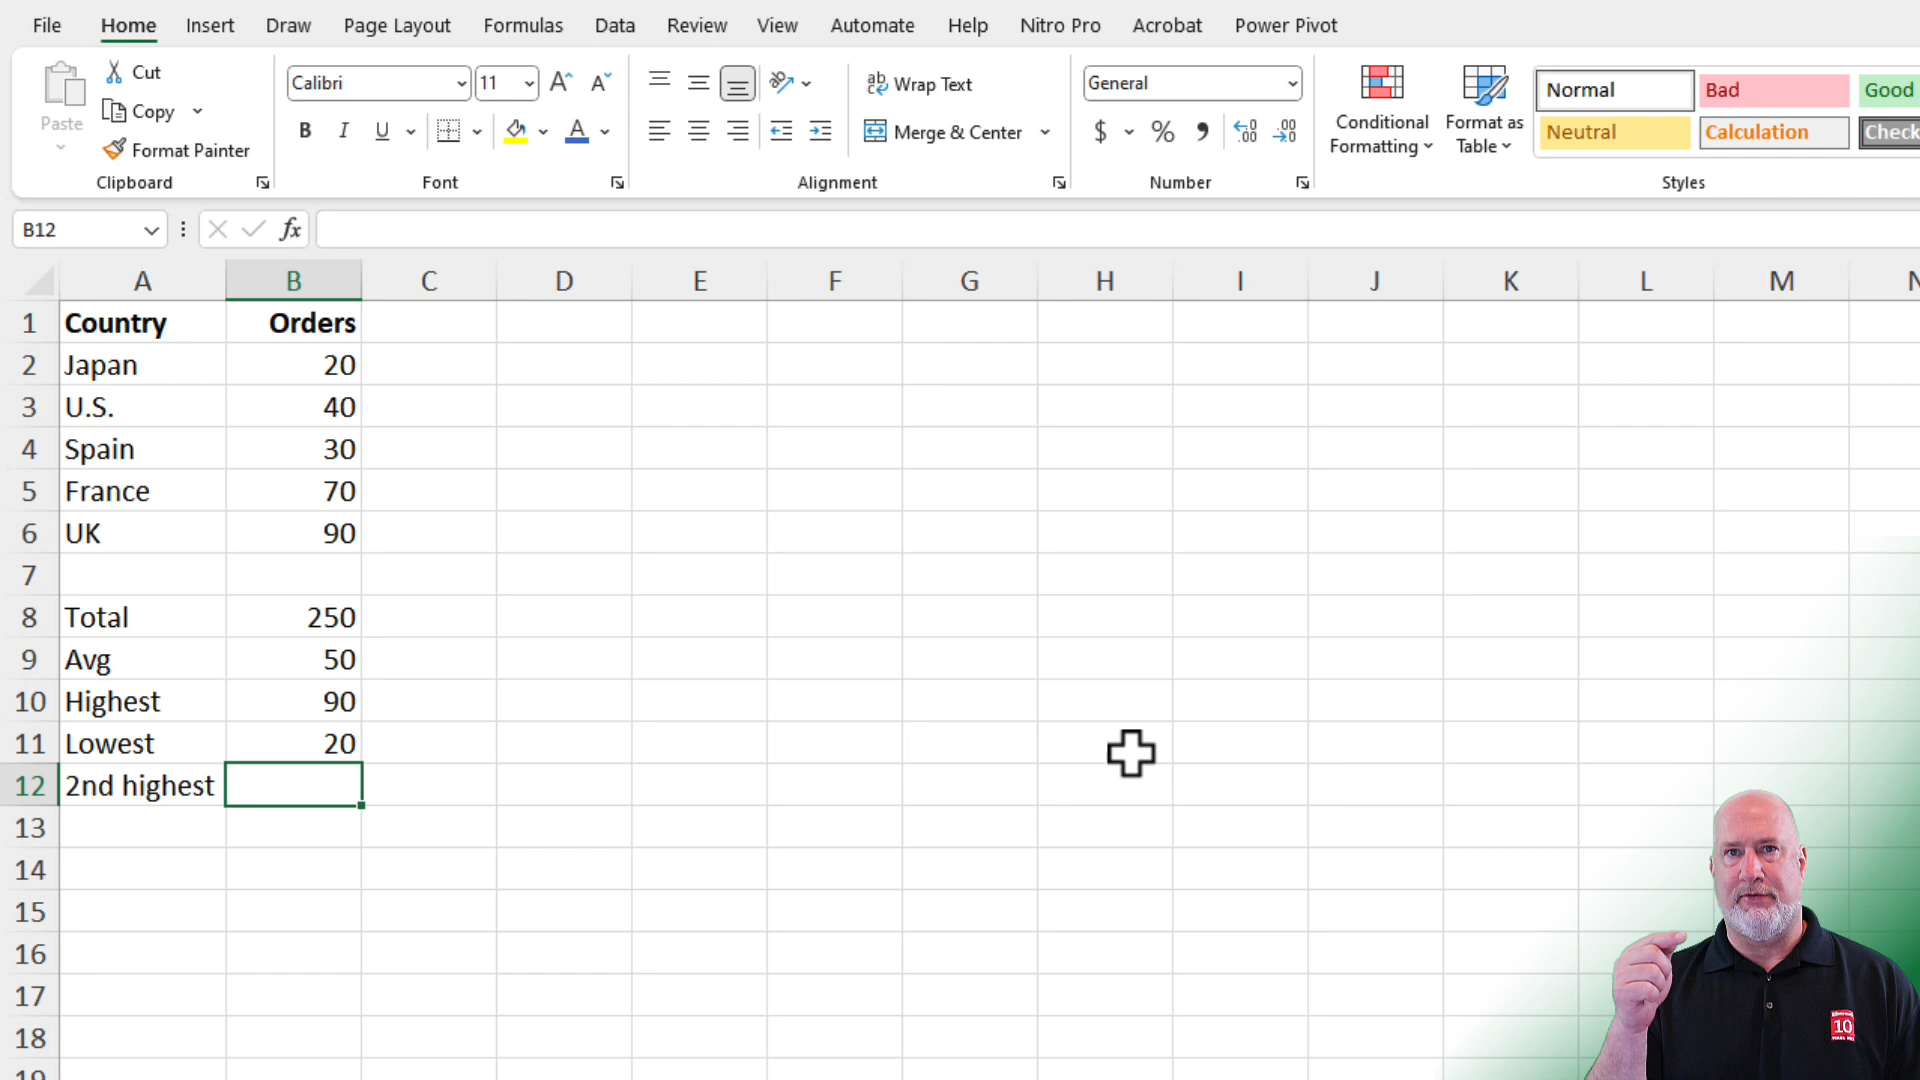 File Home Insert Draw Page Layout Formulas Data Review View Automate Help Nitro Pro Acrobat Power Pivot
Paste
Cut
Copy
Format Painter
Clipboard
Calibri 11
B I U A
Font
ab Wrap Text
Merge & Center
Alignment
General
$ %
Number
Conditional Formatting
Format as Table
Normal Bad Good
Neutral Calculation Check
Styles
B12 fx
A B C D E F G H I J K L M N
1 Country Orders
2 Japan 20
3 U.S. 40
4 Spain 30
5 France 70
6 UK 90
7
8 Total 250
9 Avg 50
10 Highest 90
11 Lowest 20
12 2nd highest
13
14
15
16
17
18
19
10